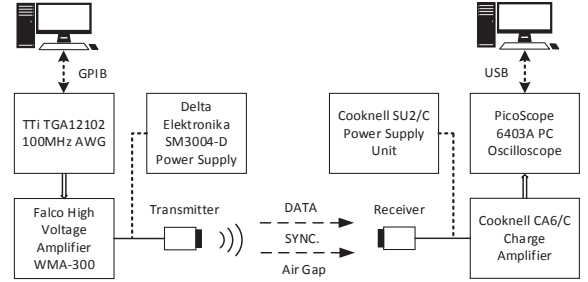 GPIB
USB
TTi TGA12102
100MHz AWG
Delta
Elektronika
SM3004-D
Power Supply
Cooknell SU2/C
Power Supply
Unit
PicoScope
6403A PC
Oscilloscope
Falco High
Voltage
Amplifier
WMA-300
Transmitter
DATA
SYNC.
Air Gap
Receiver
Cooknell CA6/C
Charge
Amplifier